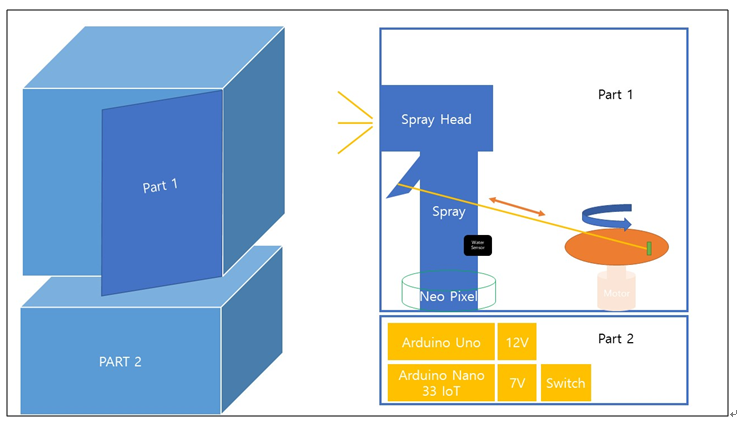 Part 1
PART 2
Part 1
Spray Head
Spray
Water
Sensor
Neo Pixel
Motor
Part 2
Arduino Uno
12V
Arduino Nano
33 IoT
7V
Switch